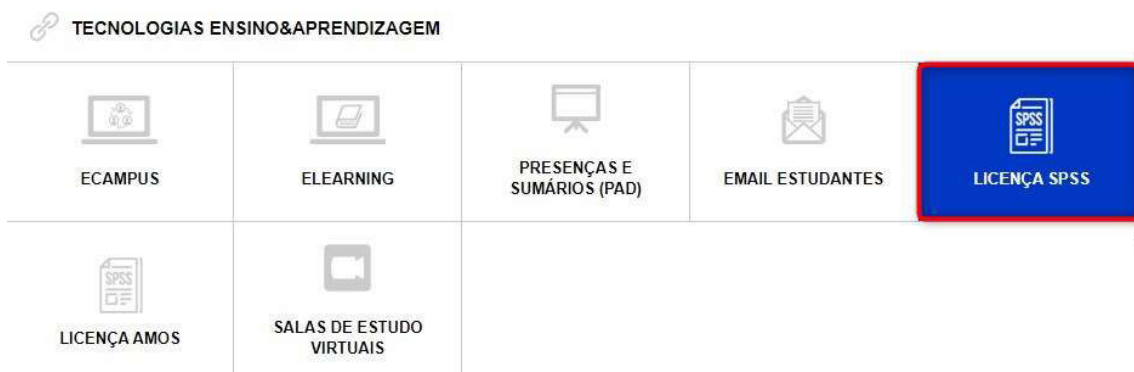 TECNOLOGIAS ENSINO&APRENDIZAGEM
ECAMPUS
ELEARNING
PRESENÇAS E
SUMÁRIOS (PAD)
EMAIL ESTUDANTES
SPSS
LICENÇA SPSS
SPSS
LICENÇA AMOS
SALAS DE ESTUDO
VIRTUAIS